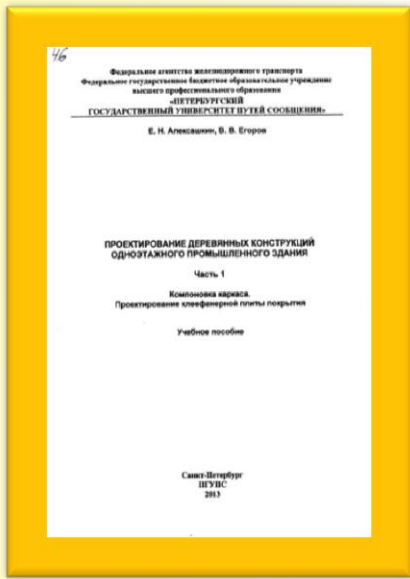 46
Федеральное агентство железнодорожного транспорта
Федеральное государственное бюджетное образовательное учреждение
высшего профессионального образования
«ПЕТЕРБУРГСКИЙ
ГОСУДАРСТВЕННЫЙ УНИВЕРСИТЕТ ПУТЕЙ СООБЩЕНИЯ»
Е. Н. Алексашкин, В. В. Егоров
ПРОЕКТИРОВАНИЕ ДЕРЕВЯННЫХ КОНСТРУКЦИЙ
ОДНОЭТАЖНОГО ПРОМЫШЛЕННОГО ЗДАНИЯ
Часть 1
Компоновка каркаса.
Проектирование клеефанерной плиты покрытия
Учебное пособие
Санкт-Петербург
ПГУПС
2013